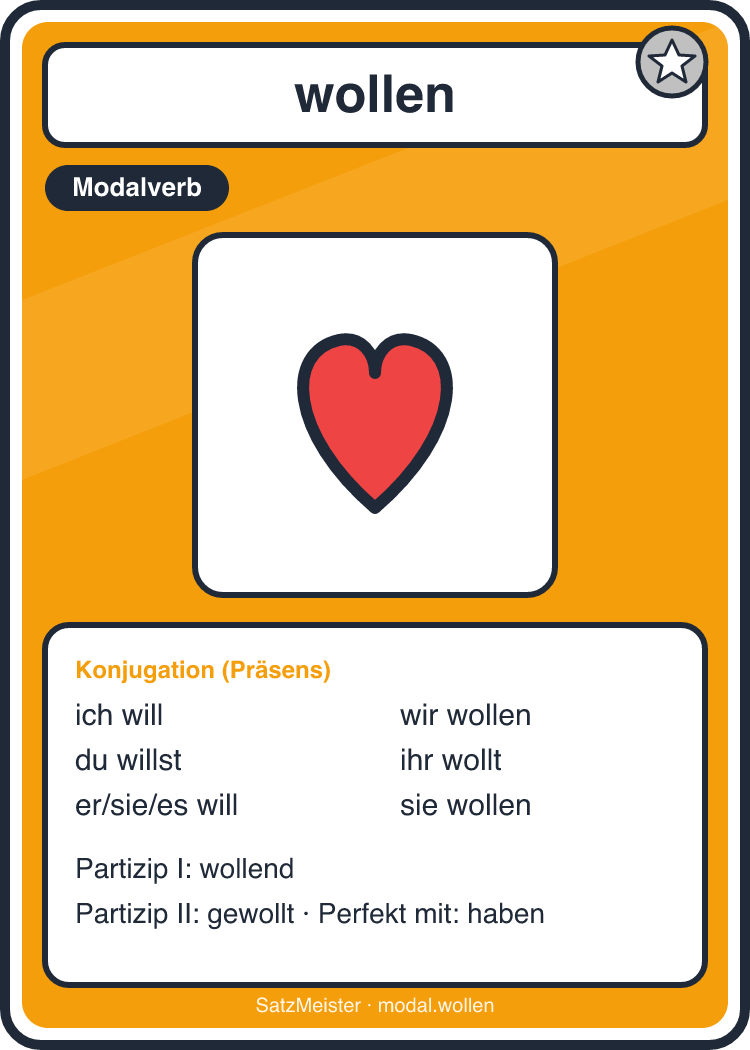 wollen
Modalverb
Konjugation (Präsens)
ich will
wir wollen
du willst
ihr wollt
er/sie/es will
sie wollen
Partizip I: wollend
Partizip II: gewollt · Perfekt mit: haben
SatzMeister · modal.wollen